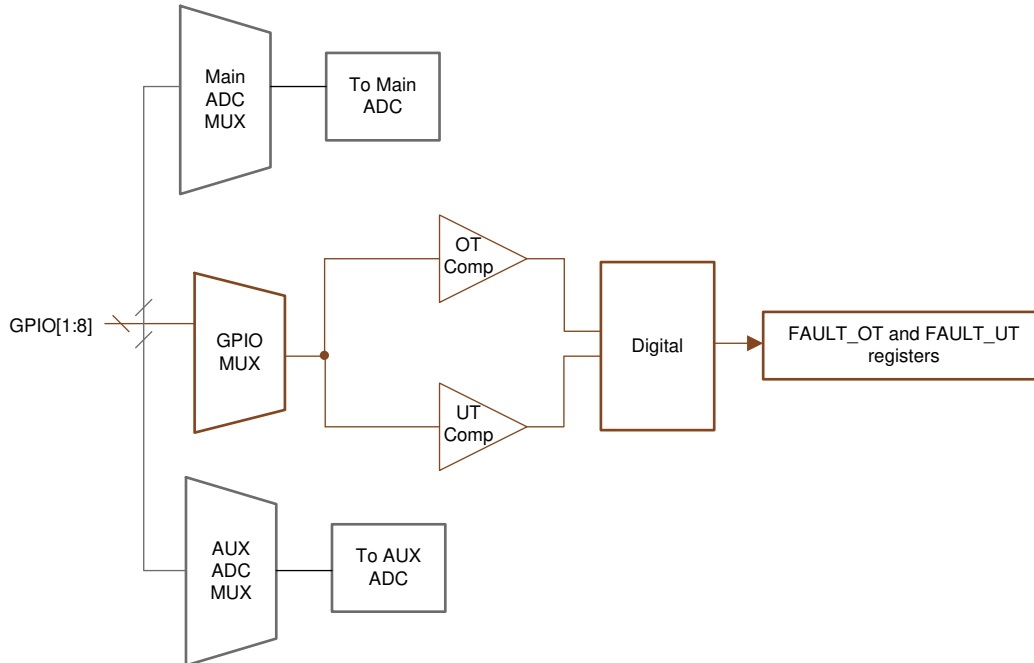 Main
ADC
MUX
To Main
ADC
OT
Comp
GPIO[1:8]
GPIO
MUX
Digital
FAULT_OT and FAULT_UT
registers
UT
Comp
AUX
ADC
MUX
To AUX
ADC